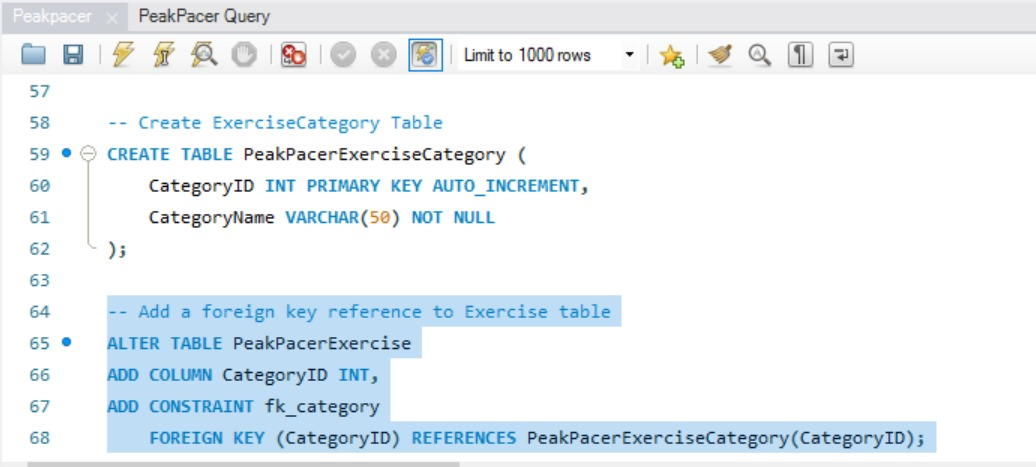 Peakpacer × PeakPacer Query
Limit to 1000 rows
57
58 -- Create ExerciseCategory Table
59 CREATE TABLE PeakPacerExerciseCategory (
60 CategoryID INT PRIMARY KEY AUTO_INCREMENT,
61 CategoryName VARCHAR(50) NOT NULL
62 );
63
64 -- Add a foreign key reference to Exercise table
65 ALTER TABLE PeakPacerExercise
66 ADD COLUMN CategoryID INT,
67 ADD CONSTRAINT fk_category
68 FOREIGN KEY (CategoryID) REFERENCES PeakPacerExerciseCategory(CategoryID);